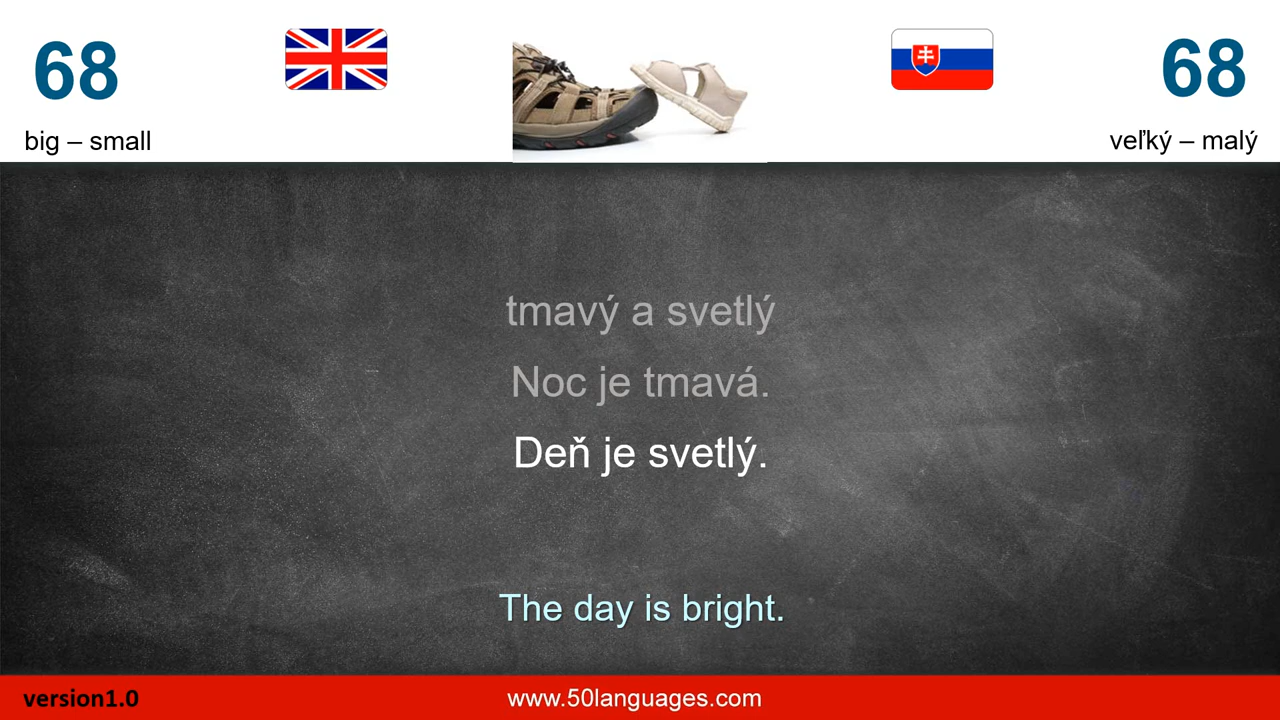 68
68
big – small
veľký – malý
tmavý a svetlý
Noc je tmavá.
Deň je svetlý.
The day is bright.
version1.0
www.50languages.com